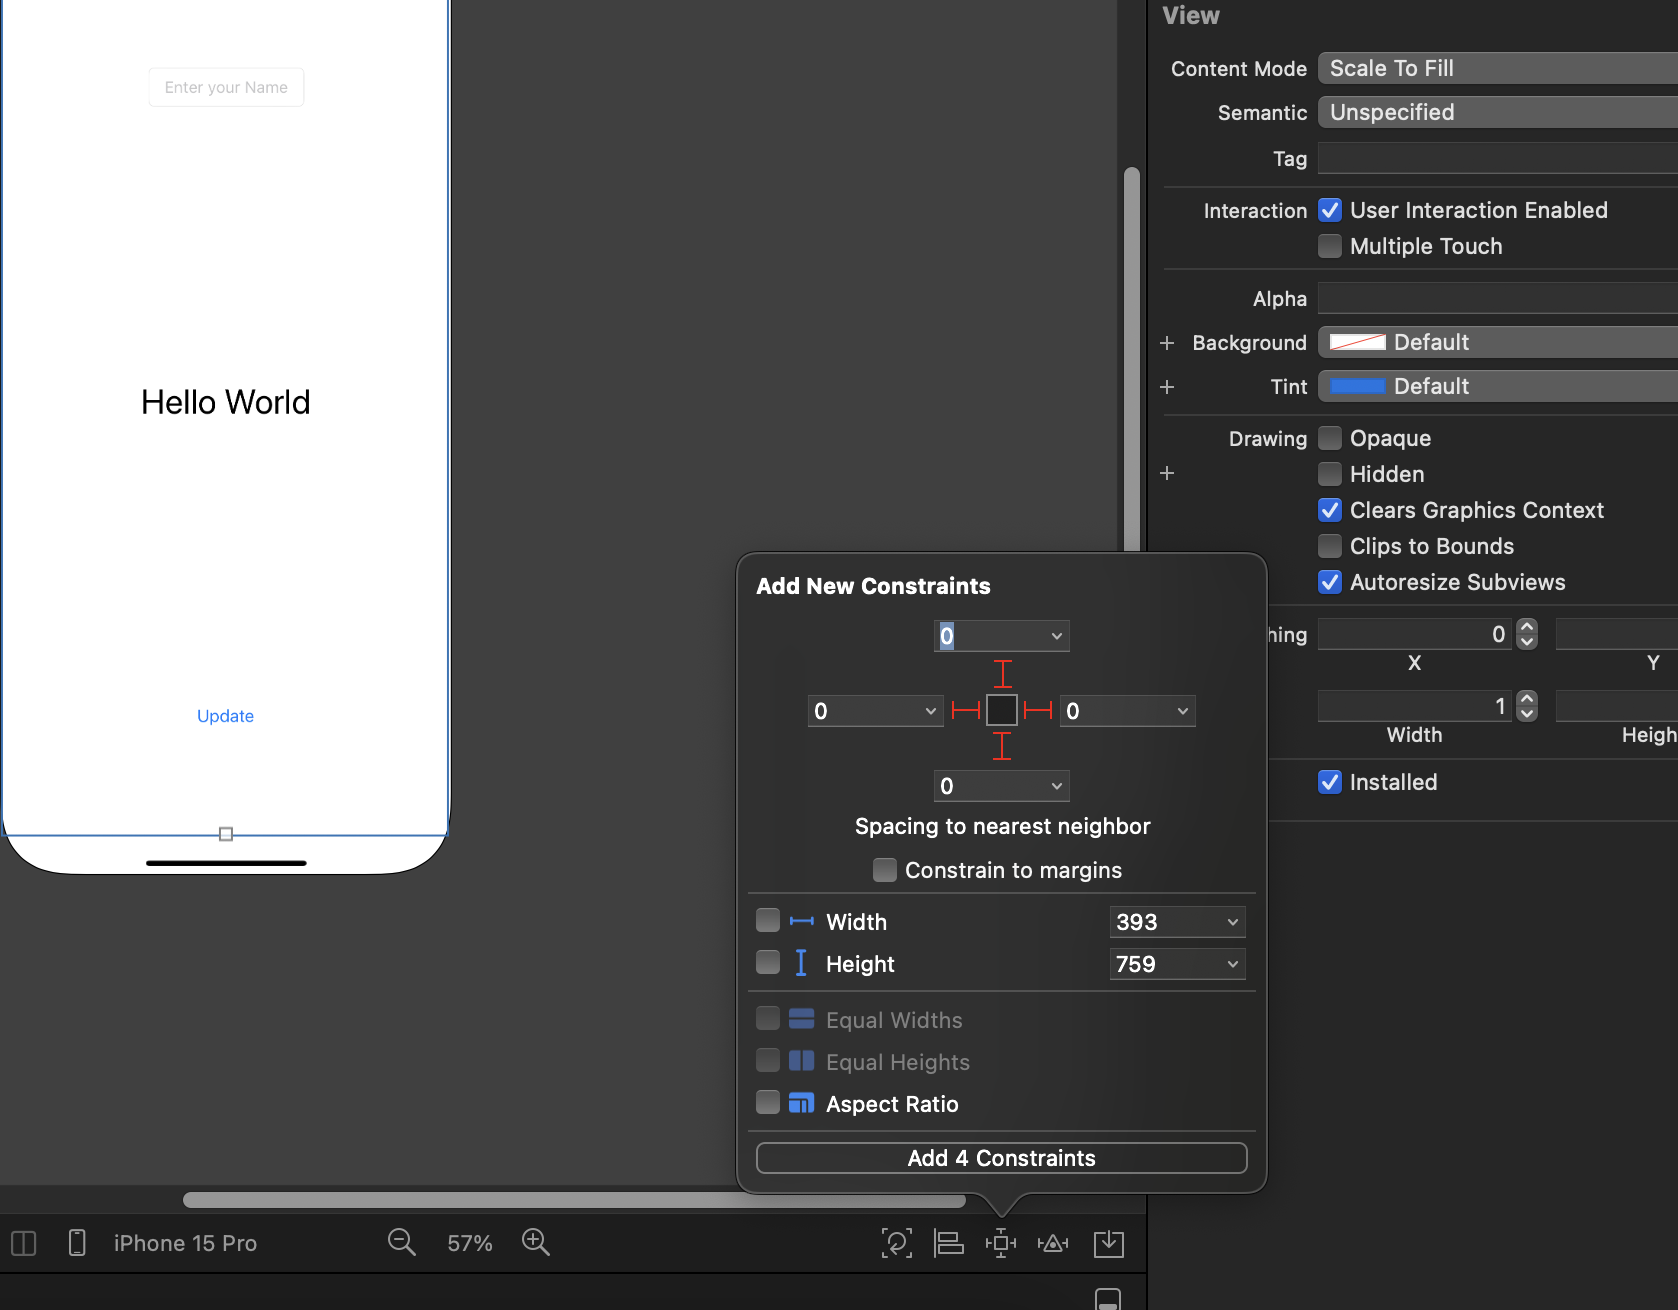 View
Content Mode
Scale To Fill
Semantic
Unspecified
Tag
Interaction
User Interaction Enabled
Multiple Touch
Alpha
+ Background
Default
+ Tint
Default
Drawing
Opaque
+
Hidden
Clears Graphics Context
Clips to Bounds
Autoresize Subviews
hing
0
X
Y
1
Width
Heigh
Installed
Enter your Name
Hello World
Update
Add New Constraints
0
0
0
0
Spacing to nearest neighbor
Constrain to margins
Width
393
Height
759
Equal Widths
Equal Heights
Aspect Ratio
Add 4 Constraints
iPhone 15 Pro
57%